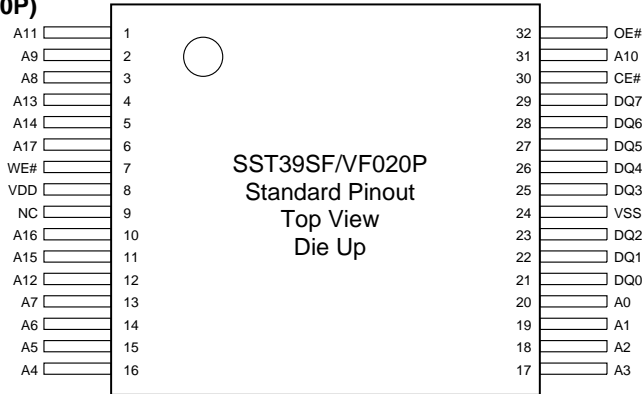 0P)
A11 1 32 OE#
A9 2 31 A10
A8 3 30 CE#
A13 4 29 DQ7
A14 5 28 DQ6
A17 6 27 DQ5
WE# 7 26 DQ4
VDD 8 25 DQ3
NC 9 24 VSS
A16 10 23 DQ2
A15 11 22 DQ1
A12 12 21 DQ0
A7 13 20 A0
A6 14 19 A1
A5 15 18 A2
A4 16 17 A3
SST39SF/VF020P
Standard Pinout
Top View
Die Up